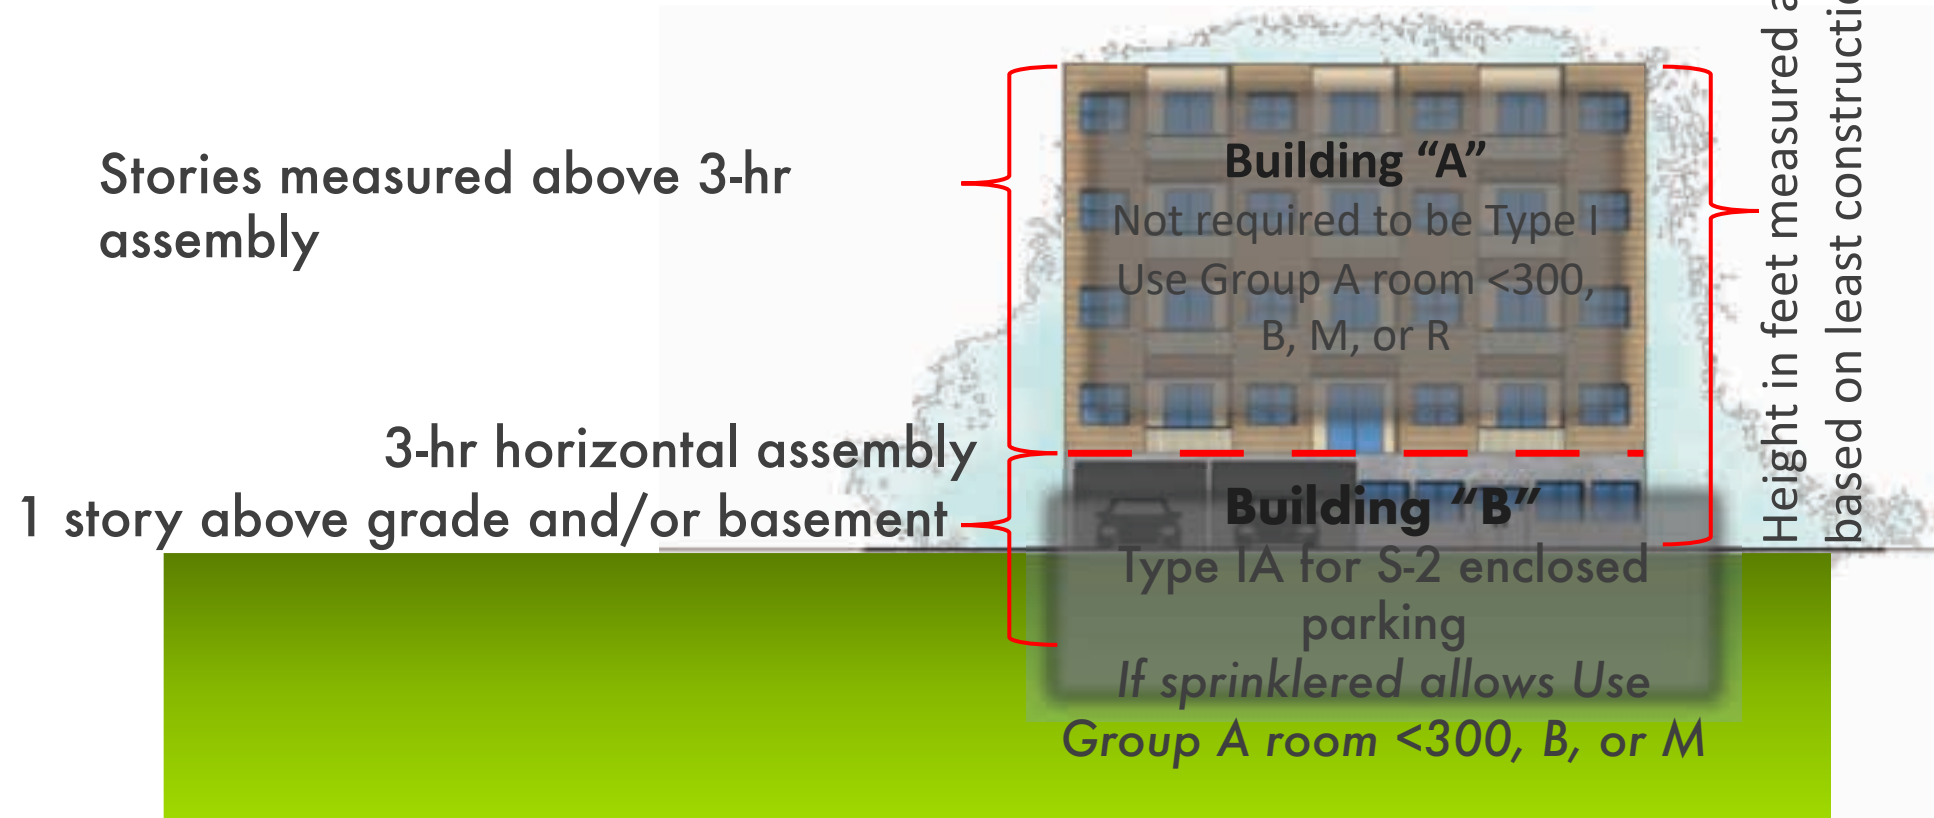 Stories measured above 3-hr
assembly
3-hr horizontal assembly
1 story above grade and/or basement
Building “A”
Not required to be Type I
Use Group A room <300,
B, M, or R
Building “B”
Type IA for S-2 enclosed
parking
If sprinklered allows Use
Group A room <300, B, or M
Height in feet measured
based on least